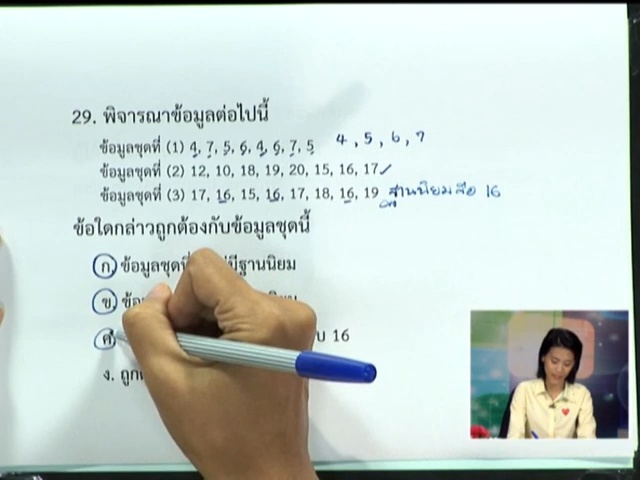 29. พิจารณาข้อมูลต่อไปนี้
ข้อมูลชุดที่ (1) 4, 7, 5, 6, 4, 6, 7, 5 4, 5, 6, 7
ข้อมูลชุดที่ (2) 12, 10, 18, 19, 20, 15, 16, 17 ✓
ข้อมูลชุดที่ (3) 17, 16, 15, 16, 17, 18, 16, 19 ฐานนิยมคือ 16
ข้อใดกล่าวถูกต้องกับข้อมูลชุดนี้
ก. ข้อมูลชุดที่ มีฐานนิยม
ข.
ค. 16
ง.